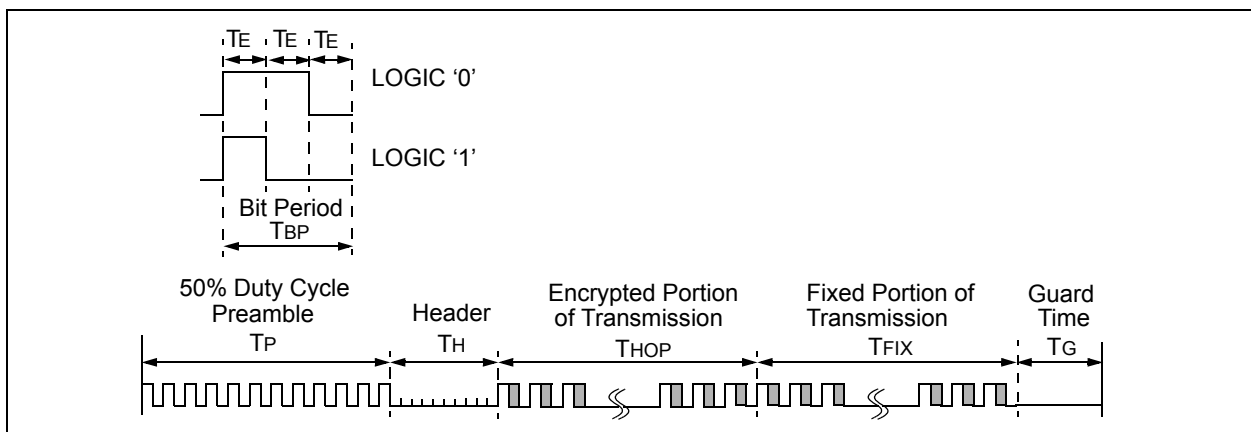 TE TE TE
LOGIC ‘0’
LOGIC ‘1’
Bit Period
TBP
50% Duty Cycle
Preamble
TP
Header
TH
Encrypted Portion
of Transmission
THOP
Fixed Portion of
Transmission
TFIX
Guard
Time
TG